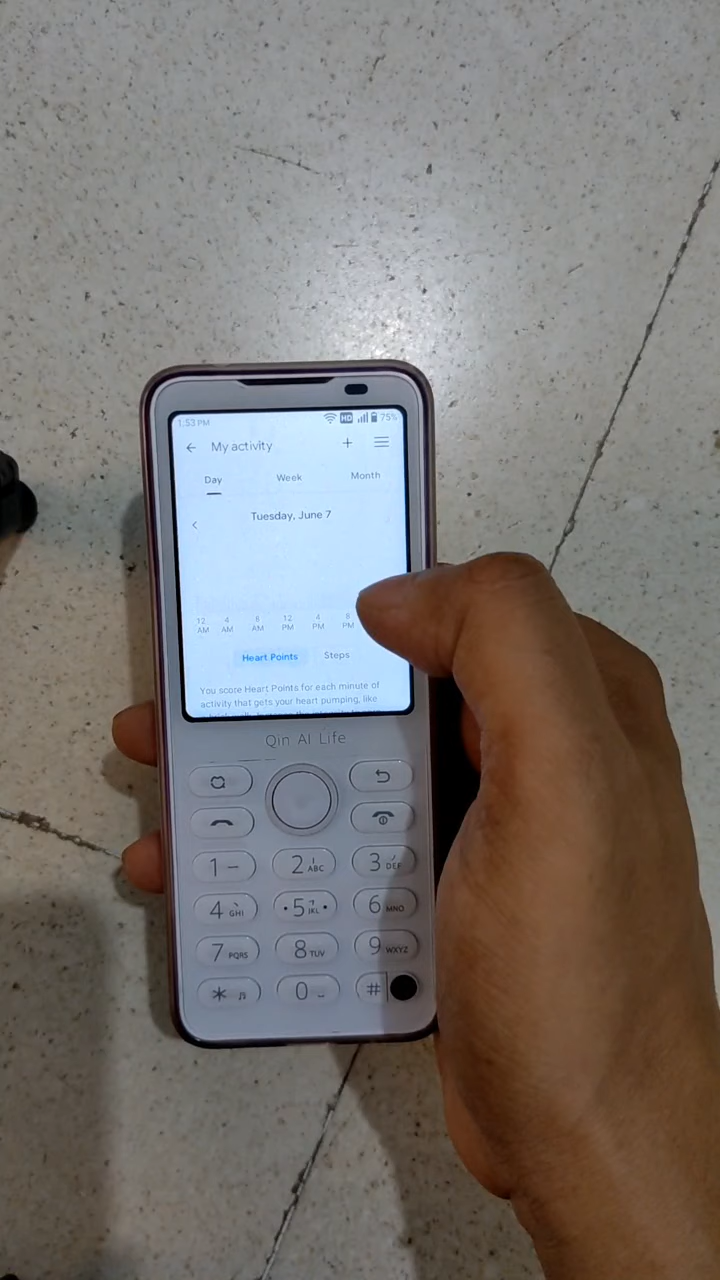 1:53 PM HD 75%
← My activity + ☰
Day Week Month
Tuesday, June 7
12 AM 4 AM 8 AM 12 PM 4 PM 8 PM
Heart Points Steps
You score Heart Points for each minute of
activity that gets your heart pumping, like
Qin AI Life
1 2 ABC 3 DEF
4 GHI 5 JKL 6 MNO
7 PQRS 8 TUV 9 WXYZ
* 0 #